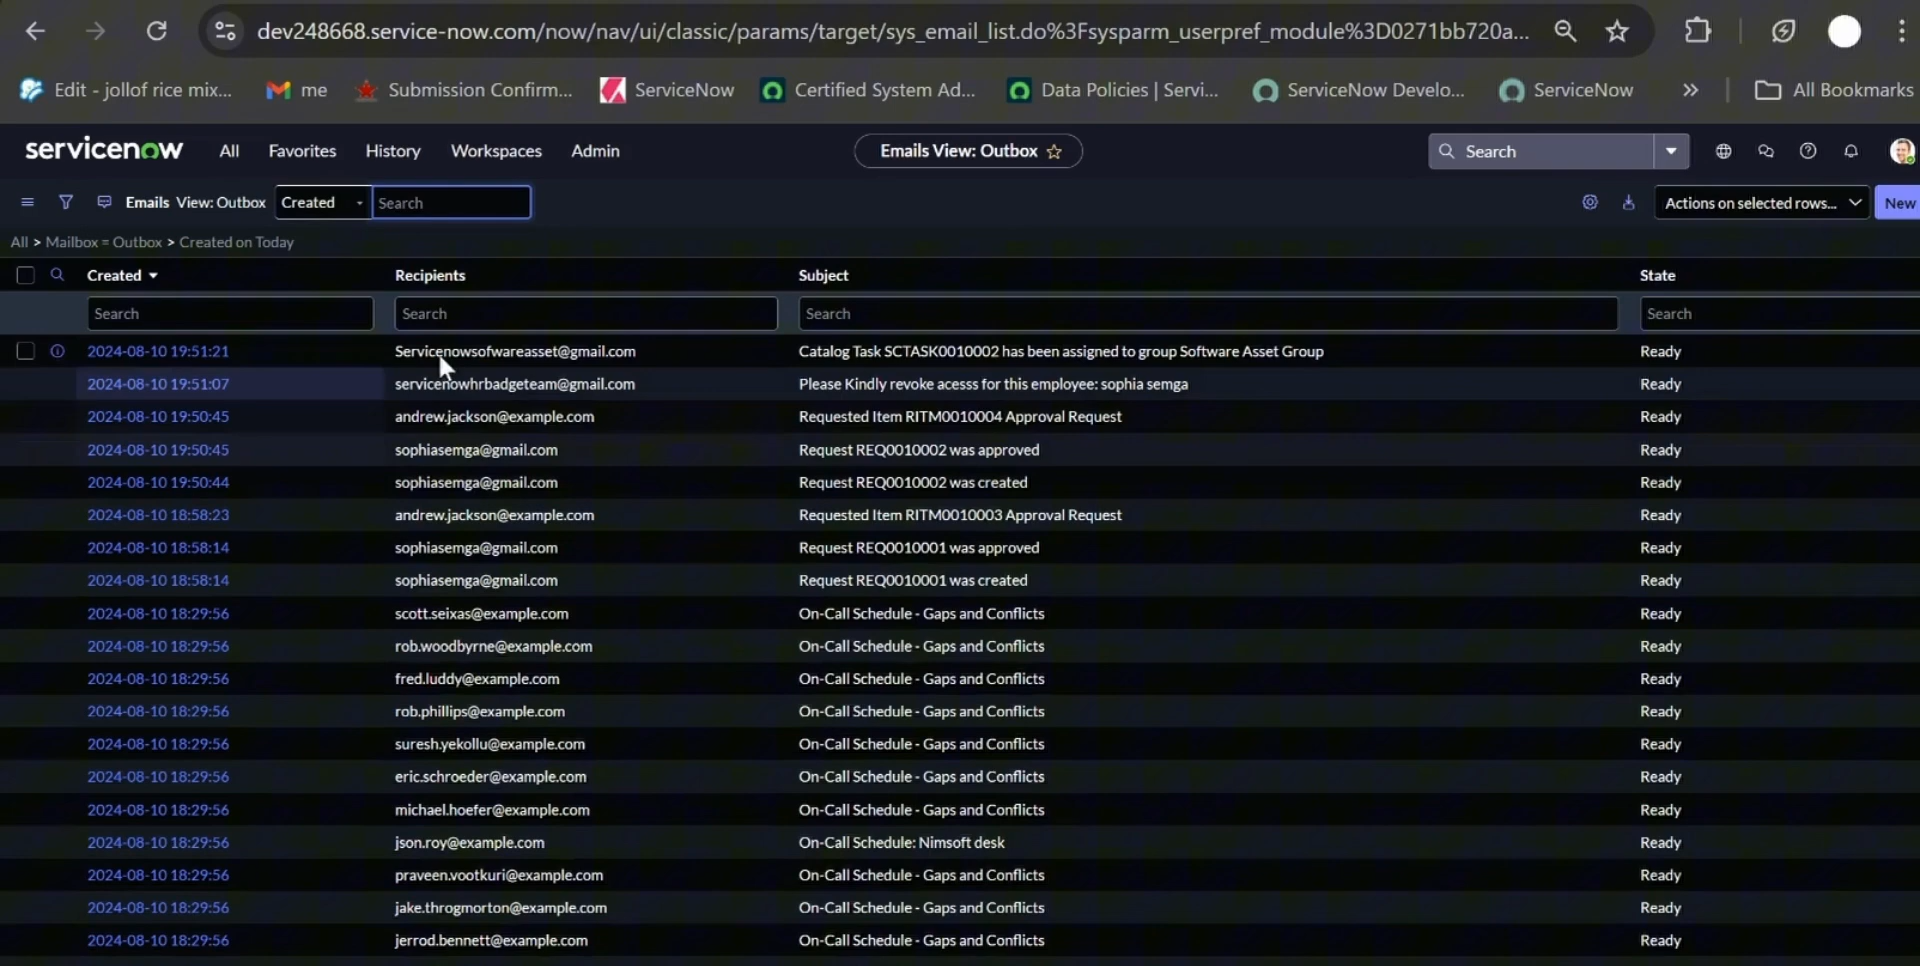 dev248668.service-now.com/now/nav/ui/classic/params/target/sys_email_list.do%3Fsysparm_userpref_module%3D0271bb720a...
Edit - jollof rice mix... me Submission Confirm... ServiceNow Certified System Ad... Data Policies | Servi... ServiceNow Develo... ServiceNow » All Bookmarks
servicenow All Favorites History Workspaces Admin Emails View: Outbox Search
Emails View: Outbox Created Search Actions on selected rows... New
All > Mailbox = Outbox > Created on Today
Created Recipients Subject State
Search Search Search Search
2024-08-10 19:51:21 Servicenowsofwareasset@gmail.com Catalog Task SCTASK0010002 has been assigned to group Software Asset Group Ready
2024-08-10 19:51:07 servicenowhrbadgeteam@gmail.com Please Kindly revoke acesss for this employee: sophia semga Ready
2024-08-10 19:50:45 andrew.jackson@example.com Requested Item RITM0010004 Approval Request Ready
2024-08-10 19:50:45 sophiasemga@gmail.com Request REQ0010002 was approved Ready
2024-08-10 19:50:44 sophiasemga@gmail.com Request REQ0010002 was created Ready
2024-08-10 18:58:23 andrew.jackson@example.com Requested Item RITM0010003 Approval Request Ready
2024-08-10 18:58:14 sophiasemga@gmail.com Request REQ0010001 was approved Ready
2024-08-10 18:58:14 sophiasemga@gmail.com Request REQ0010001 was created Ready
2024-08-10 18:29:56 scott.seixas@example.com On-Call Schedule - Gaps and Conflicts Ready
2024-08-10 18:29:56 rob.woodbyrne@example.com On-Call Schedule - Gaps and Conflicts Ready
2024-08-10 18:29:56 fred.luddy@example.com On-Call Schedule - Gaps and Conflicts Ready
2024-08-10 18:29:56 rob.phillips@example.com On-Call Schedule - Gaps and Conflicts Ready
2024-08-10 18:29:56 suresh.yekollu@example.com On-Call Schedule - Gaps and Conflicts Ready
2024-08-10 18:29:56 eric.schroeder@example.com On-Call Schedule - Gaps and Conflicts Ready
2024-08-10 18:29:56 michael.hoefer@example.com On-Call Schedule - Gaps and Conflicts Ready
2024-08-10 18:29:56 json.roy@example.com On-Call Schedule: Nimsoft desk Ready
2024-08-10 18:29:56 praveen.vootkuri@example.com On-Call Schedule - Gaps and Conflicts Ready
2024-08-10 18:29:56 jake.throgmorton@example.com On-Call Schedule - Gaps and Conflicts Ready
2024-08-10 18:29:56 jerrod.bennett@example.com On-Call Schedule - Gaps and Conflicts Ready